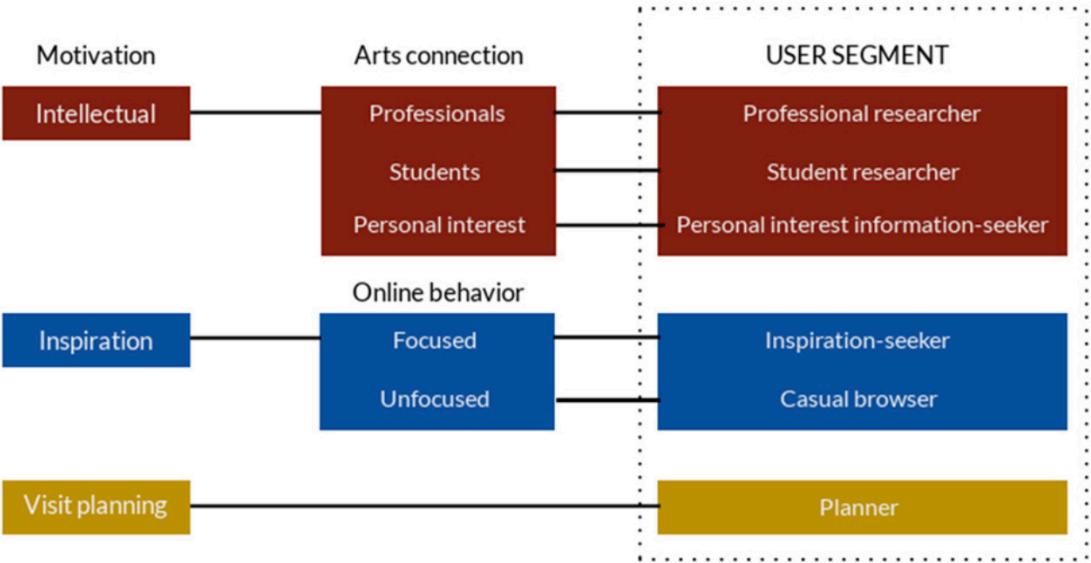 Motivation
Arts connection
USER SEGMENT
Intellectual
Professionals
Professional researcher
Students
Student researcher
Personal interest
Personal interest information-seeker
Online behavior
Inspiration
Focused
Inspiration-seeker
Unfocused
Casual browser
Visit planning
Planner